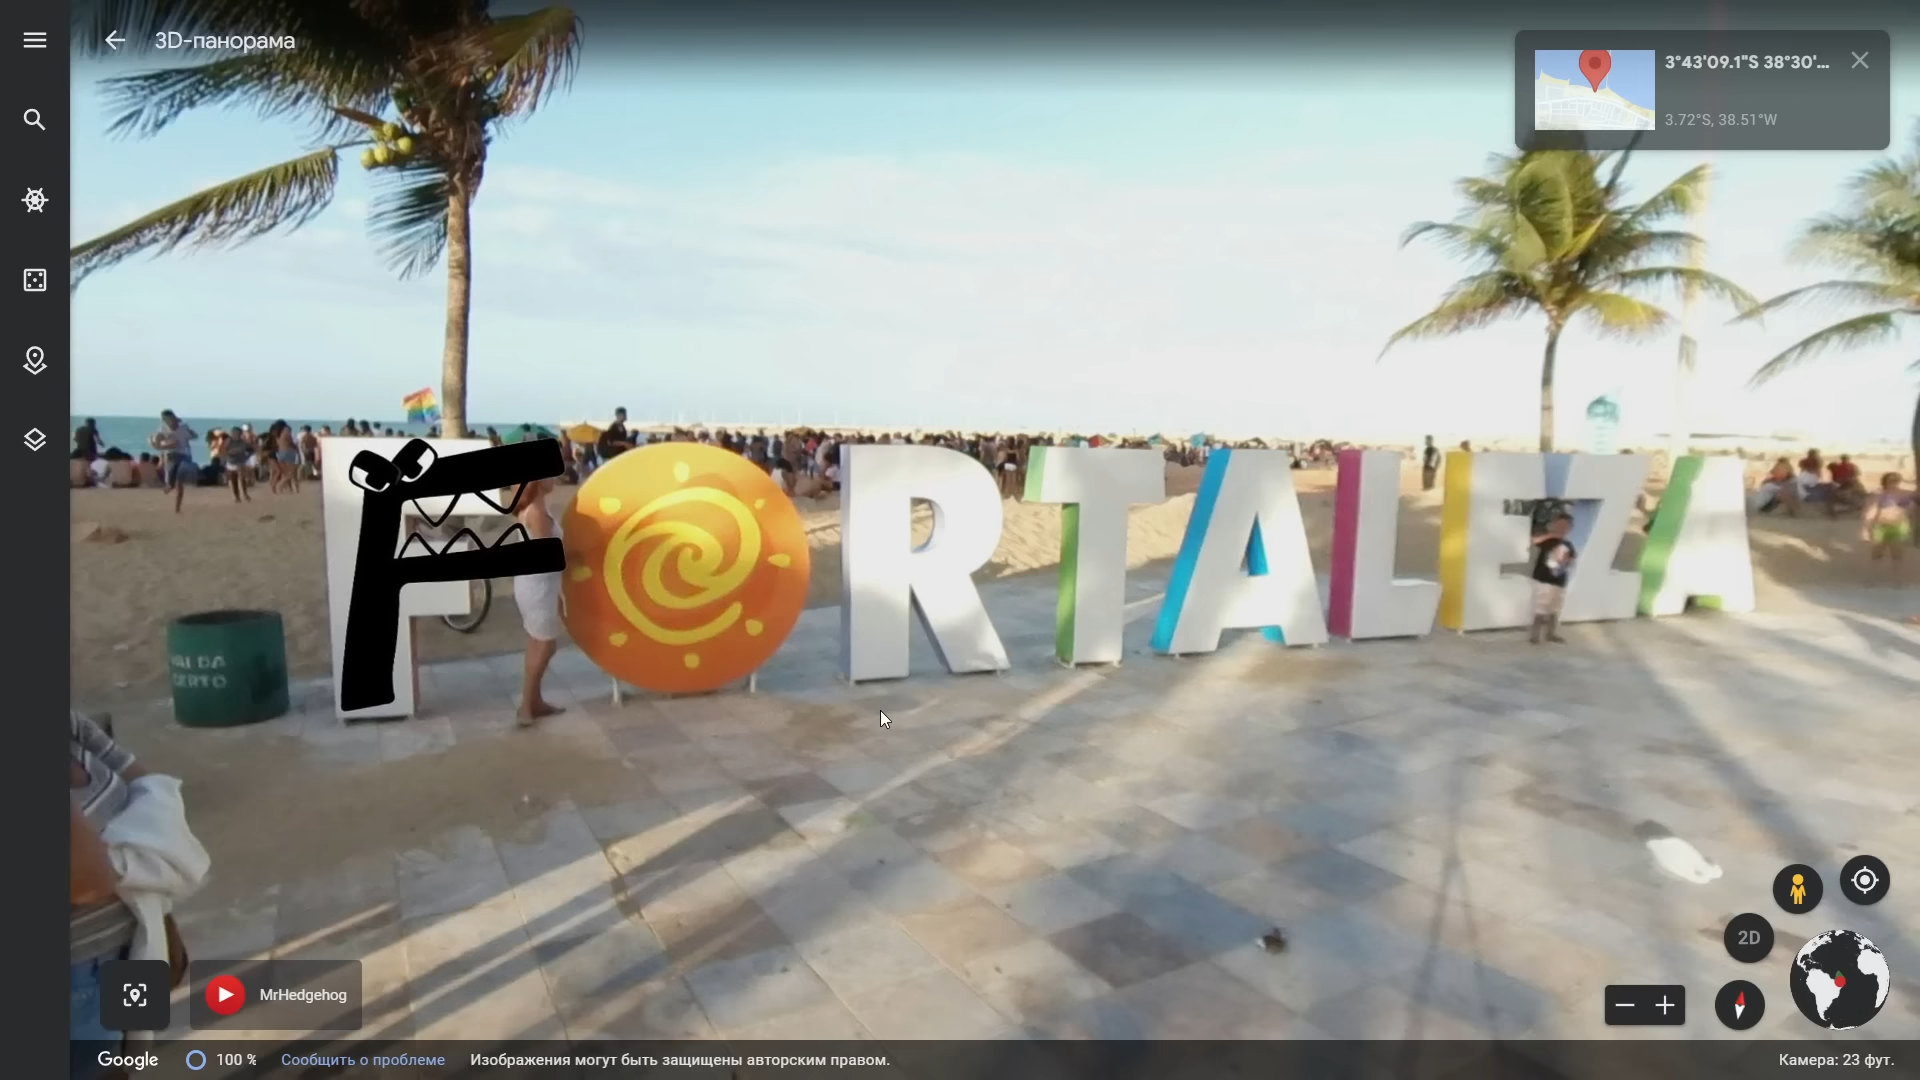 3D-панорама
3°43'09.1"S 38°30'...
3.72°S, 38.51°W
FORTALEZA
2D
MrHedgehog
Google
100 %
Сообщить о проблеме
Изображения могут быть защищены авторским правом.
Камера: 23 фут.